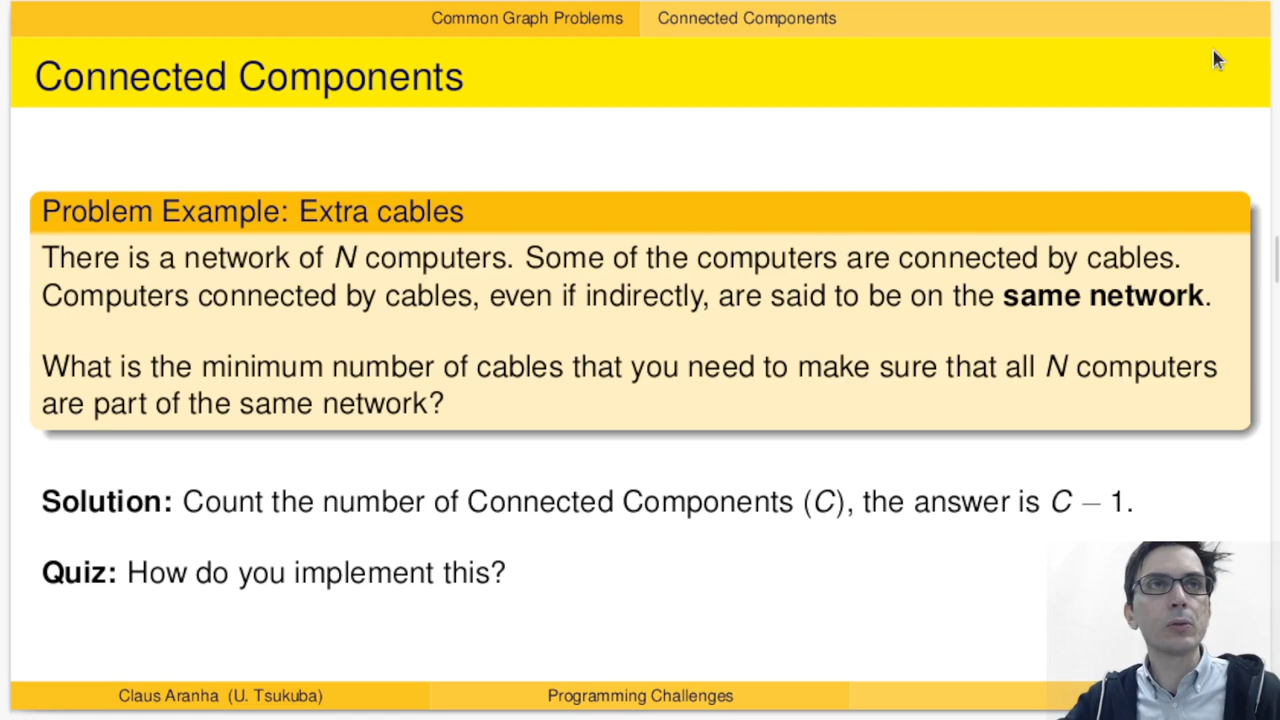 Common Graph Problems Connected Components
Connected Components
Problem Example: Extra cables
There is a network of N computers. Some of the computers are connected by cables.
Computers connected by cables, even if indirectly, are said to be on the same network.
What is the minimum number of cables that you need to make sure that all N computers
are part of the same network?
Solution: Count the number of Connected Components (C), the answer is C − 1.
Quiz: How do you implement this?
Claus Aranha (U. Tsukuba) Programming Challenges